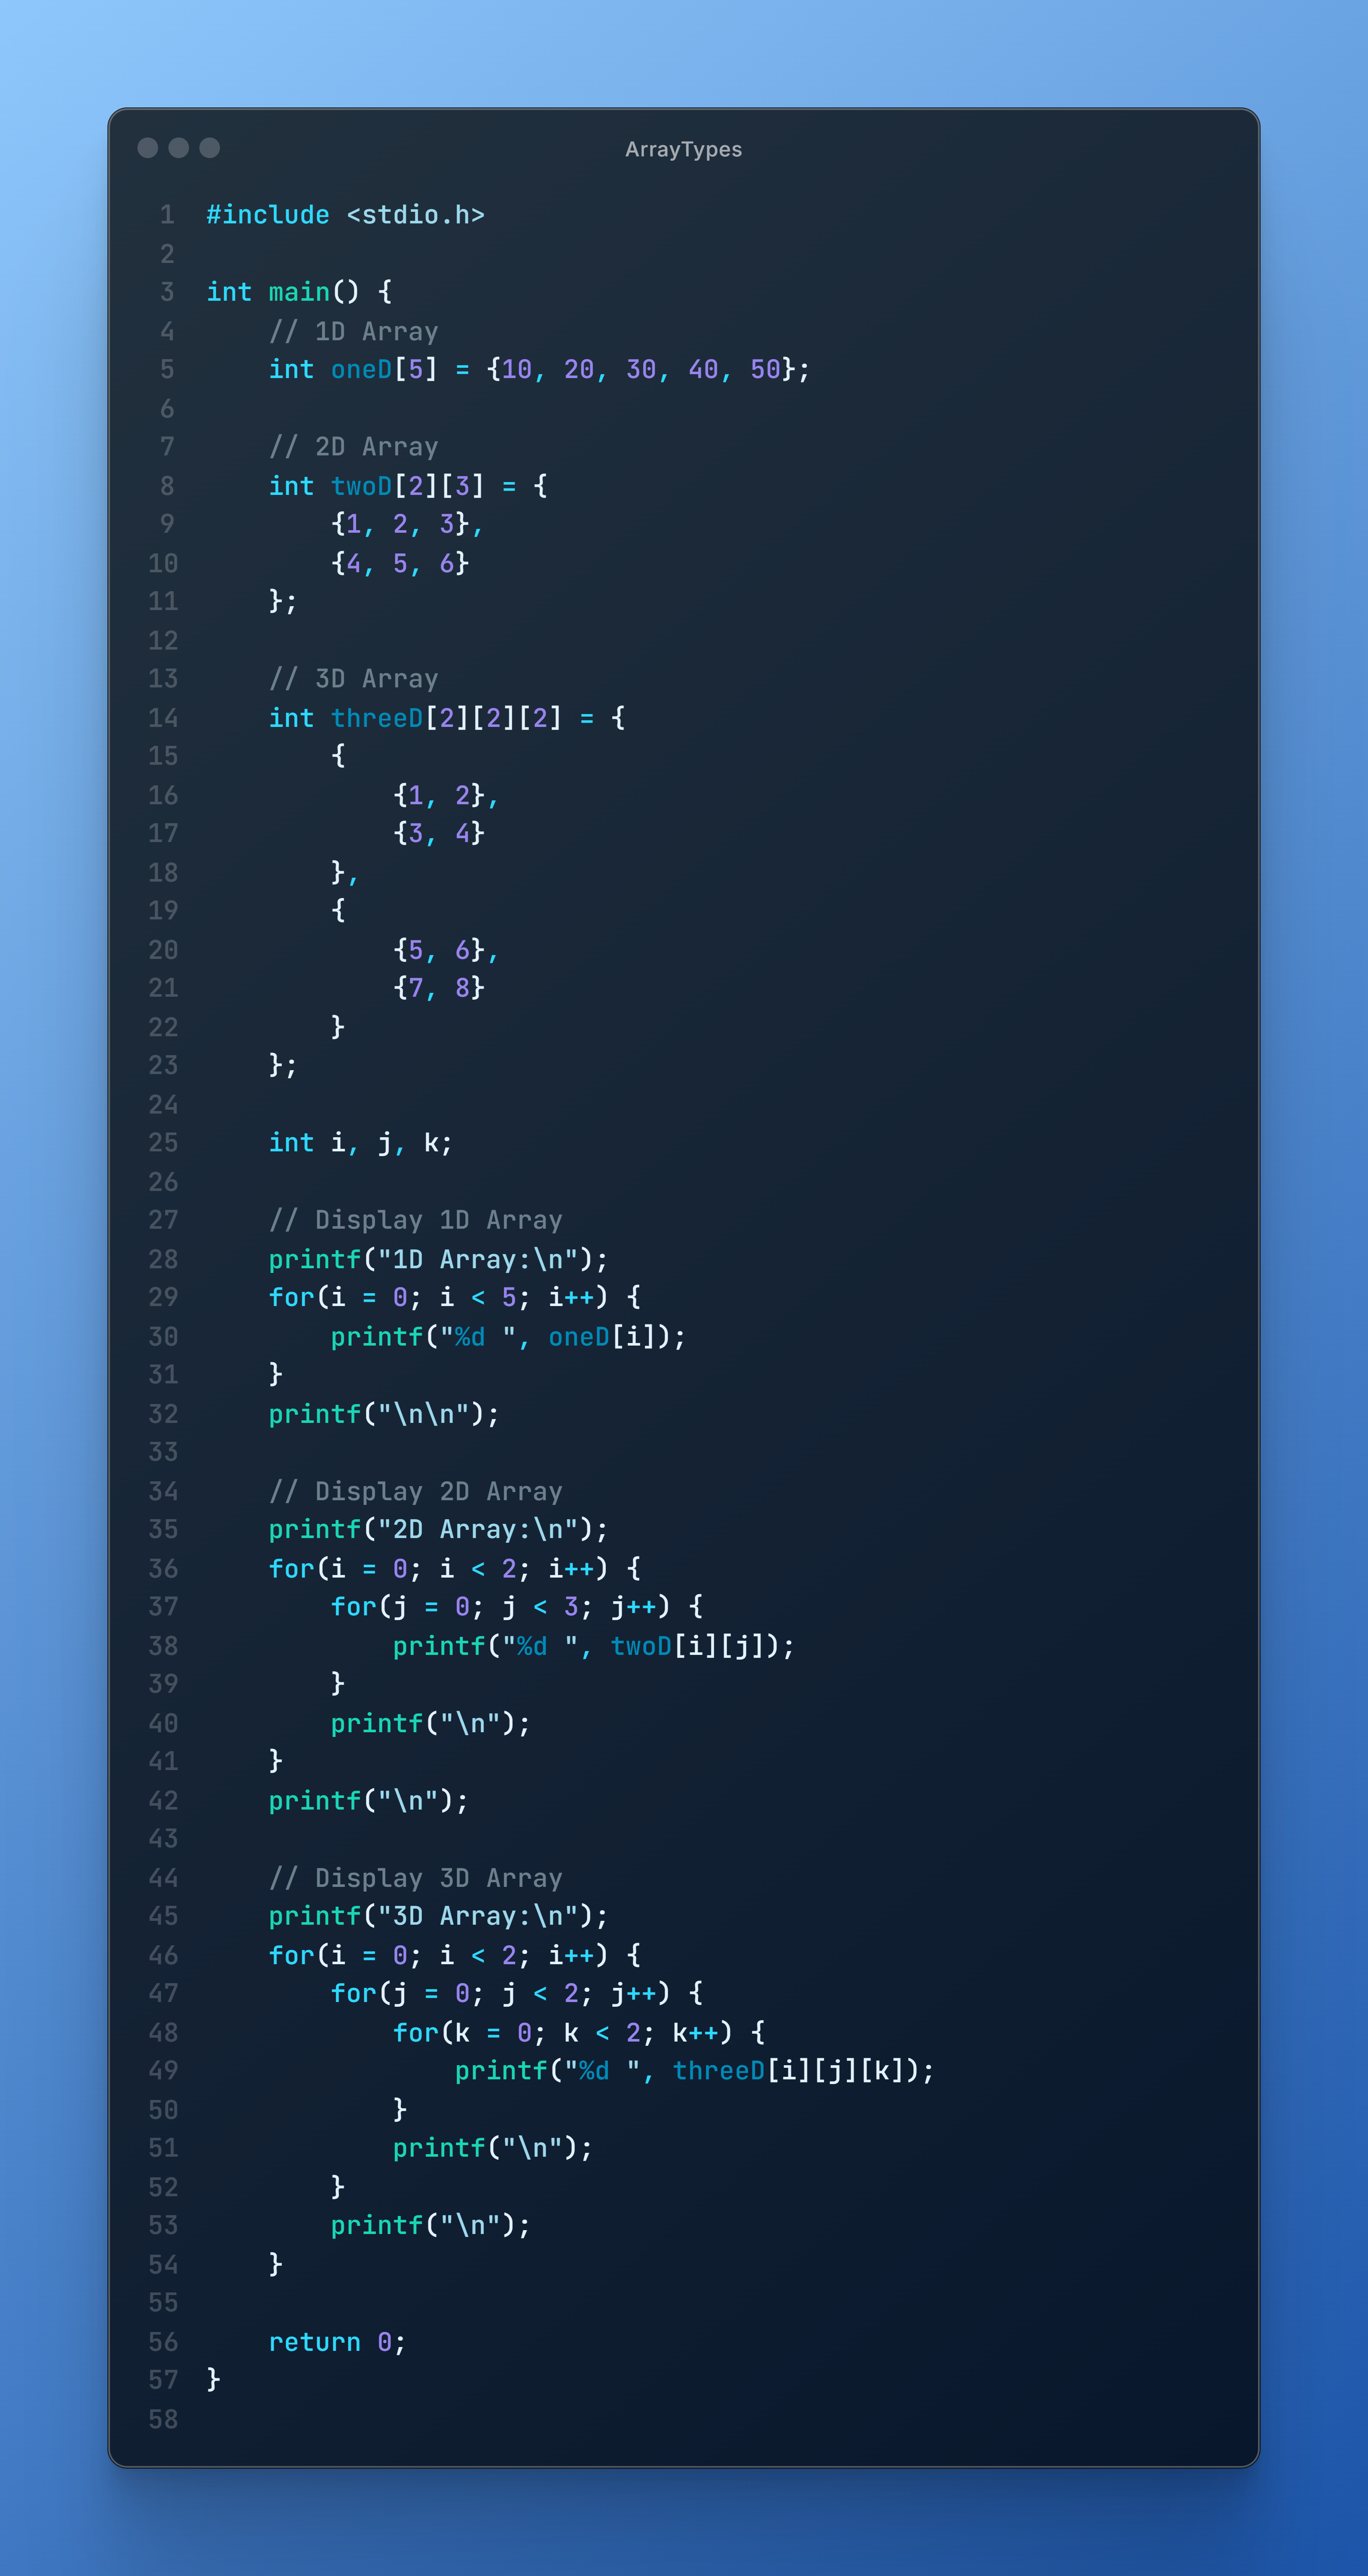 ArrayTypes
1 #include <stdio.h>
2
3 int main() {
4     // 1D Array
5     int oneD[5] = {10, 20, 30, 40, 50};
6
7     // 2D Array
8     int twoD[2][3] = {
9         {1, 2, 3},
10         {4, 5, 6}
11     };
12
13     // 3D Array
14     int threeD[2][2][2] = {
15         {
16             {1, 2},
17             {3, 4}
18         },
19         {
20             {5, 6},
21             {7, 8}
22         }
23     };
24
25     int i, j, k;
26
27     // Display 1D Array
28     printf("1D Array:\n");
29     for(i = 0; i < 5; i++) {
30         printf("%d ", oneD[i]);
31     }
32     printf("\n\n");
33
34     // Display 2D Array
35     printf("2D Array:\n");
36     for(i = 0; i < 2; i++) {
37         for(j = 0; j < 3; j++) {
38             printf("%d ", twoD[i][j]);
39         }
40         printf("\n");
41     }
42     printf("\n");
43
44     // Display 3D Array
45     printf("3D Array:\n");
46     for(i = 0; i < 2; i++) {
47         for(j = 0; j < 2; j++) {
48             for(k = 0; k < 2; k++) {
49                 printf("%d ", threeD[i][j][k]);
50             }
51             printf("\n");
52         }
53         printf("\n");
54     }
55
56     return 0;
57 }
58